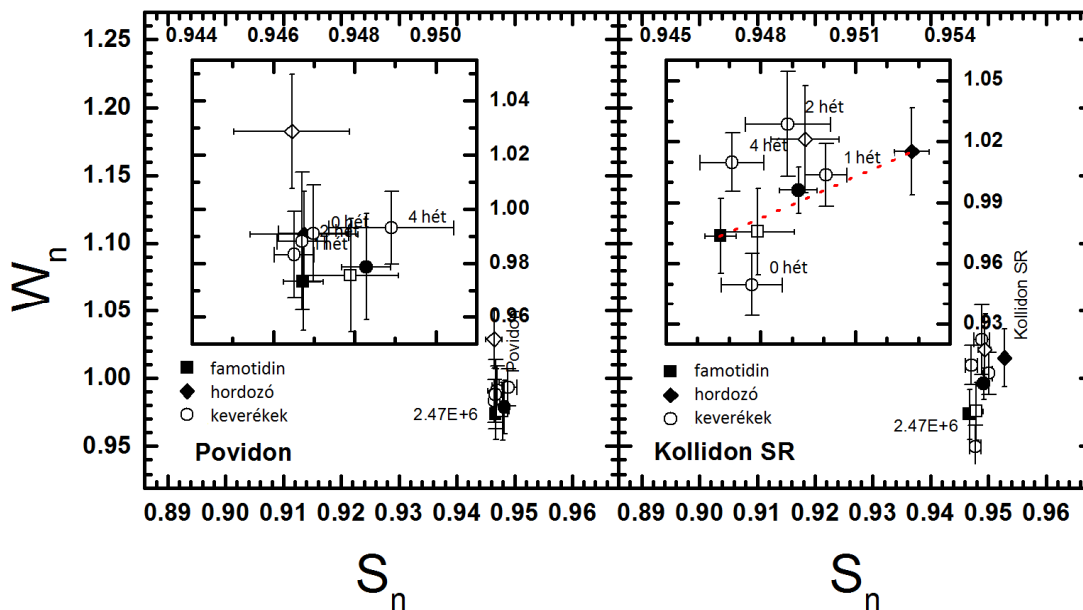 0.944 0.946 0.948 0.950
0.945 0.948 0.951 0.954
1.25
1.20
1.15
1.10
1.05
1.00
0.95
Wn
1.04
1.02
1.00
0.98
0.96
4 hét
0 hét
2 hét
1 hét
Povidon
famotidin
hordozó
keverékek
2.47E+6
Povidon
1.05
1.02
0.99
0.96
0.93
2 hét
4 hét
1 hét
0 hét
Kollidon SR
famotidin
hordozó
keverékek
2.47E+6
Kollidon SR
0.89 0.90 0.91 0.92 0.93 0.94 0.95 0.96
0.89 0.90 0.91 0.92 0.93 0.94 0.95 0.96
Sn
Sn